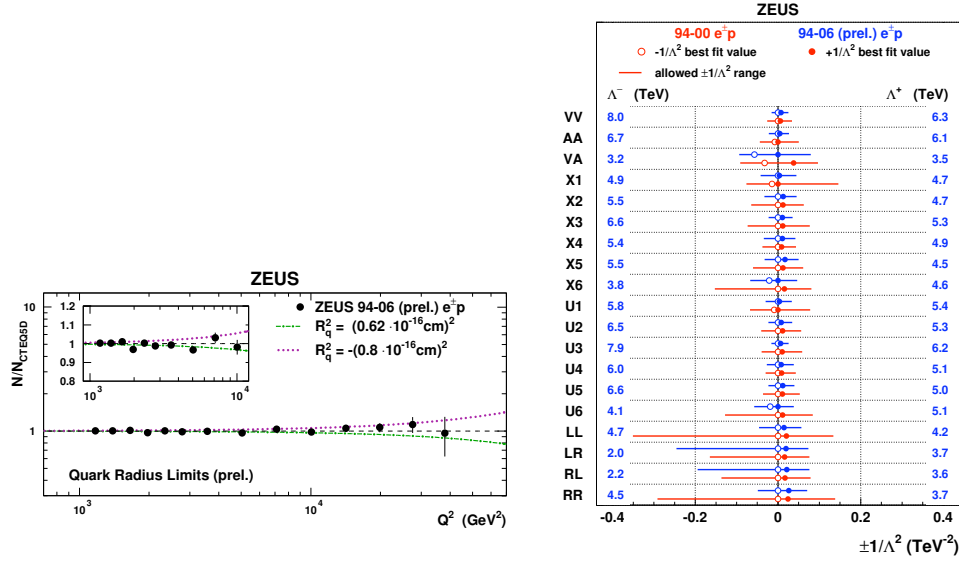 ZEUS
10
1
N/N_CTEQ5D
1.2
1.1
1.0
0.9
0.8
10^3
10^4
ZEUS 94-06 (prel.) e^±p
R_q^2 = (0.62 ·10^-16cm)^2
R_q^2 = -(0.8 ·10^-16cm)^2
Quark Radius Limits (prel.)
10^3
10^4
Q^2 (GeV^2)
ZEUS
94-00 e^±p 94-06 (prel.) e^±p
-1/Λ^2 best fit value +1/Λ^2 best fit value
allowed ±1/Λ^2 range
Λ^- (TeV) Λ^+ (TeV)
VV 8.0 6.3
AA 6.7 6.1
VA 3.2 3.5
X1 4.9 4.7
X2 5.5 4.7
X3 6.6 5.3
X4 5.4 4.9
X5 5.5 4.5
X6 3.8 4.6
U1 5.8 5.4
U2 6.5 5.3
U3 7.9 6.2
U4 6.0 5.1
U5 6.6 5.0
U6 4.1 5.1
LL 4.7 4.2
LR 2.0 3.7
RL 2.2 3.6
RR 4.5 3.7
-0.4 -0.2 0 0.2 0.4
±1/Λ^2 (TeV^-2)